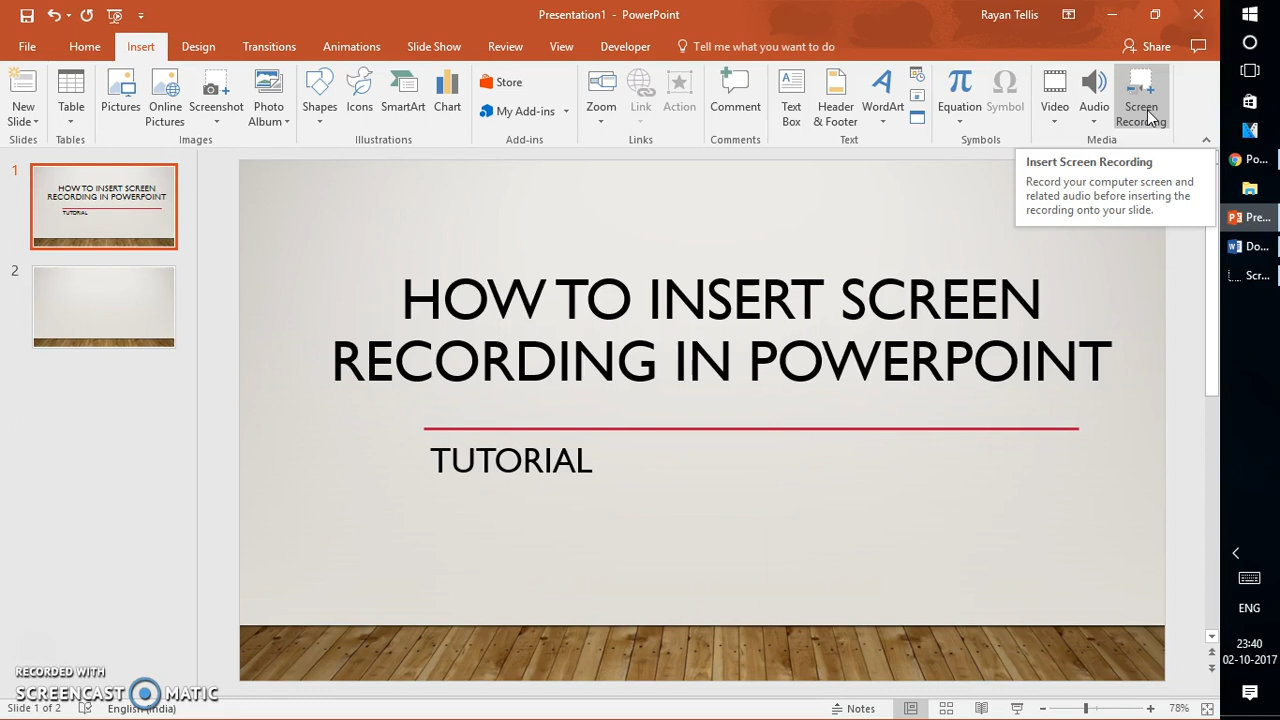 Presentation1 - PowerPoint
Rayan Tellis
File Home Insert Design Transitions Animations Slide Show Review View Developer Tell me what you want to do Share
New Slide
Slides
Table
Tables
Pictures
Online Pictures
Screenshot
Photo Album
Images
Shapes
Icons
SmartArt
Chart
Illustrations
Store
My Add-ins
Add-ins
Zoom
Link
Action
Links
Comment
Comments
Text Box
Header & Footer
WordArt
Text
Equation
Symbol
Symbols
Video
Audio
Screen Recording
Media
Insert Screen Recording
Record your computer screen and
related audio before inserting the
recording onto your slide.
1
HOW TO INSERT SCREEN
RECORDING IN POWERPOINT
TUTORIAL
2
HOW TO INSERT SCREEN
RECORDING IN POWERPOINT
TUTORIAL
Po...
Pre...
Do...
Scr...
ENG
23:40
02-10-2017
RECORDED WITH
SCREENCAST MATIC
Slide 1 of 2
English (India)
Notes
78%